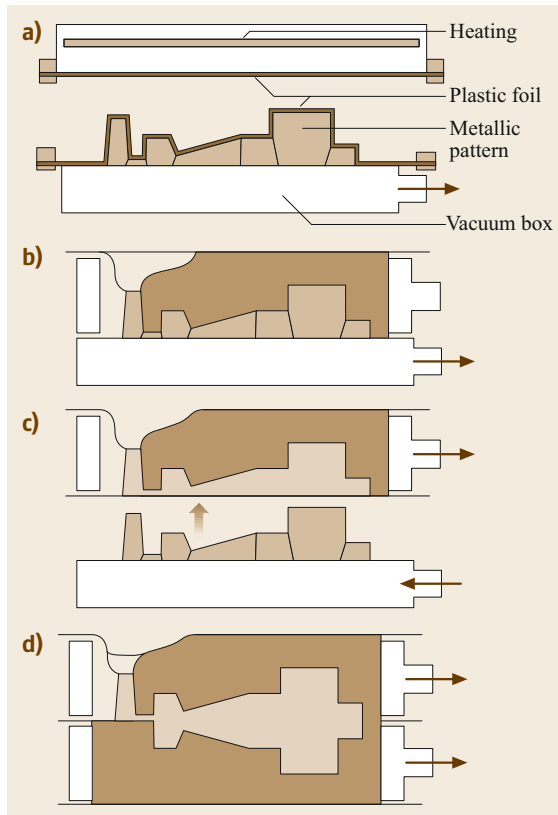 a)
Heating
Plastic foil
Metallic
pattern
Vacuum box
b)
c)
d)